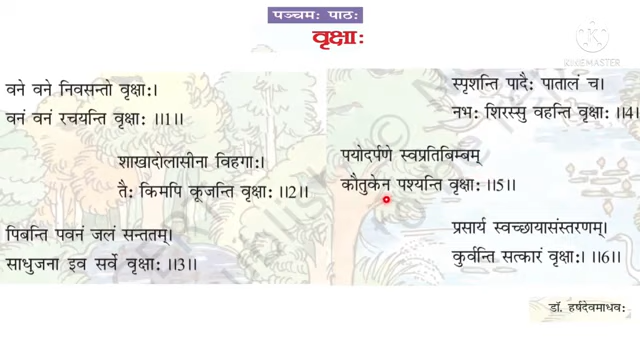 पञ्चमः पाठः
वृक्षाः
वने वने निवसन्तो वृक्षाः।
वनं वनं रचयन्ति वृक्षाः ॥1॥
शाखादोलासीना विहगाः।
तैः किमपि कूजन्ति वृक्षाः ॥2॥
पिबन्ति पवनं जलं सन्ततम्।
साधुजना इव सर्वे वृक्षाः ॥3॥
स्पृशन्ति पादैः पातालं च।
नभः शिरस्सु वहन्ति वृक्षाः ॥4॥
पयोदर्पणे स्वप्रतिबिम्बम्
कौतुकेन पश्यन्ति वृक्षाः ॥5॥
प्रसार्य स्वच्छायासंस्तरणम्।
कुर्वन्ति सत्कारं वृक्षाः। ॥6॥
डॉ. हर्षदेवमाधवः
KINEMASTER